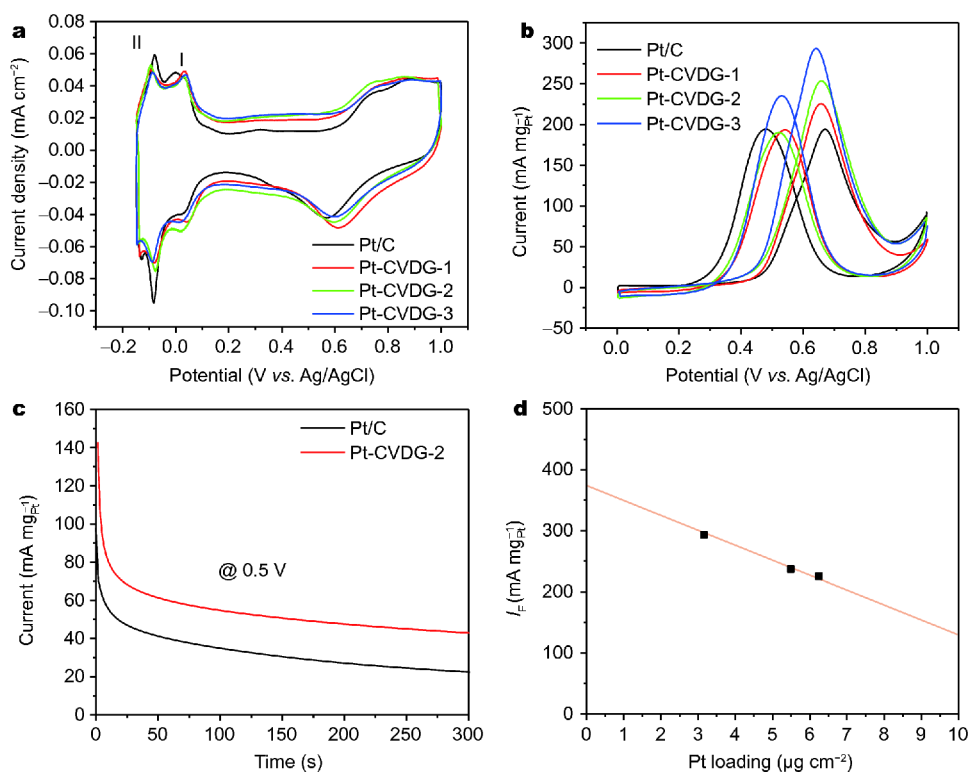 a
II
I
Current density (mA cm⁻²)
0.08
0.06
0.04
0.02
0.00
–0.02
–0.04
–0.06
–0.08
–0.10
Pt/C
Pt-CVDG-1
Pt-CVDG-2
Pt-CVDG-3
–0.2 0.0 0.2 0.4 0.6 0.8 1.0
Potential (V vs. Ag/AgCl)
b
Current (mA mg⁻¹Pt)
300
250
200
150
100
50
0
–50
Pt/C
Pt-CVDG-1
Pt-CVDG-2
Pt-CVDG-3
0.0 0.2 0.4 0.6 0.8 1.0
Potential (V vs. Ag/AgCl)
c
Current (mA mg⁻¹Pt)
160
140
120
100
80
60
40
20
0
Pt/C
Pt-CVDG-2
@ 0.5 V
0 50 100 150 200 250 300
Time (s)
d
IF (mA mg⁻¹Pt)
500
400
300
200
100
0
0 1 2 3 4 5 6 7 8 9 10
Pt loading (μg cm⁻²)